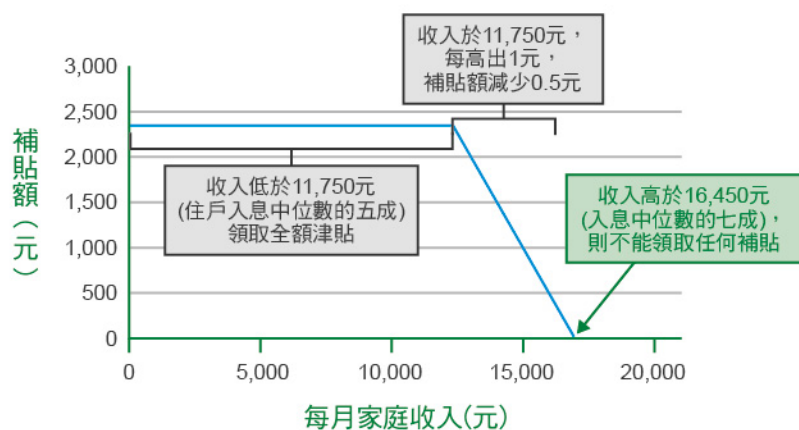 收入於11,750元，
每高出1元，
補貼額減少0.5元
3,000
2,500
2,000
1,500
1,000
500
0
補貼額（元）
收入低於11,750元
(住戶入息中位數的五成)
領取全額津貼
收入高於16,450元
(入息中位數的七成)，
則不能領取任何補貼
0
5,000
10,000
15,000
20,000
每月家庭收入(元)